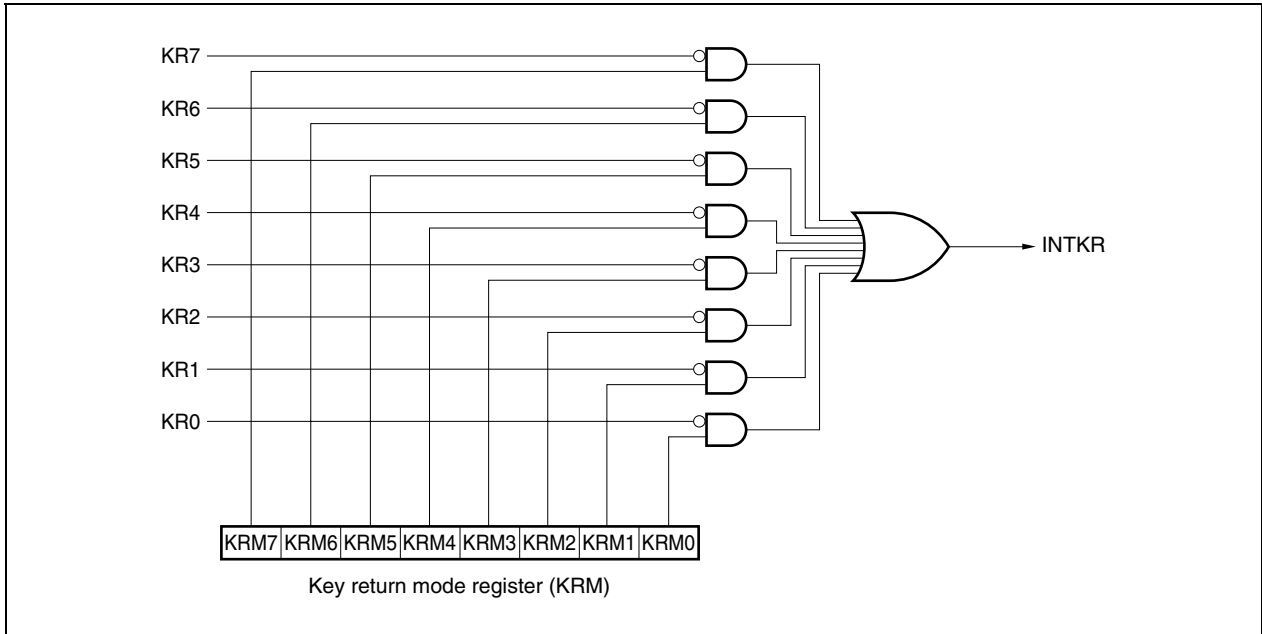 KR7
KR6
KR5
KR4
KR3
KR2
KR1
KR0
INTKR
KRM7 KRM6 KRM5 KRM4 KRM3 KRM2 KRM1 KRM0
Key return mode register (KRM)